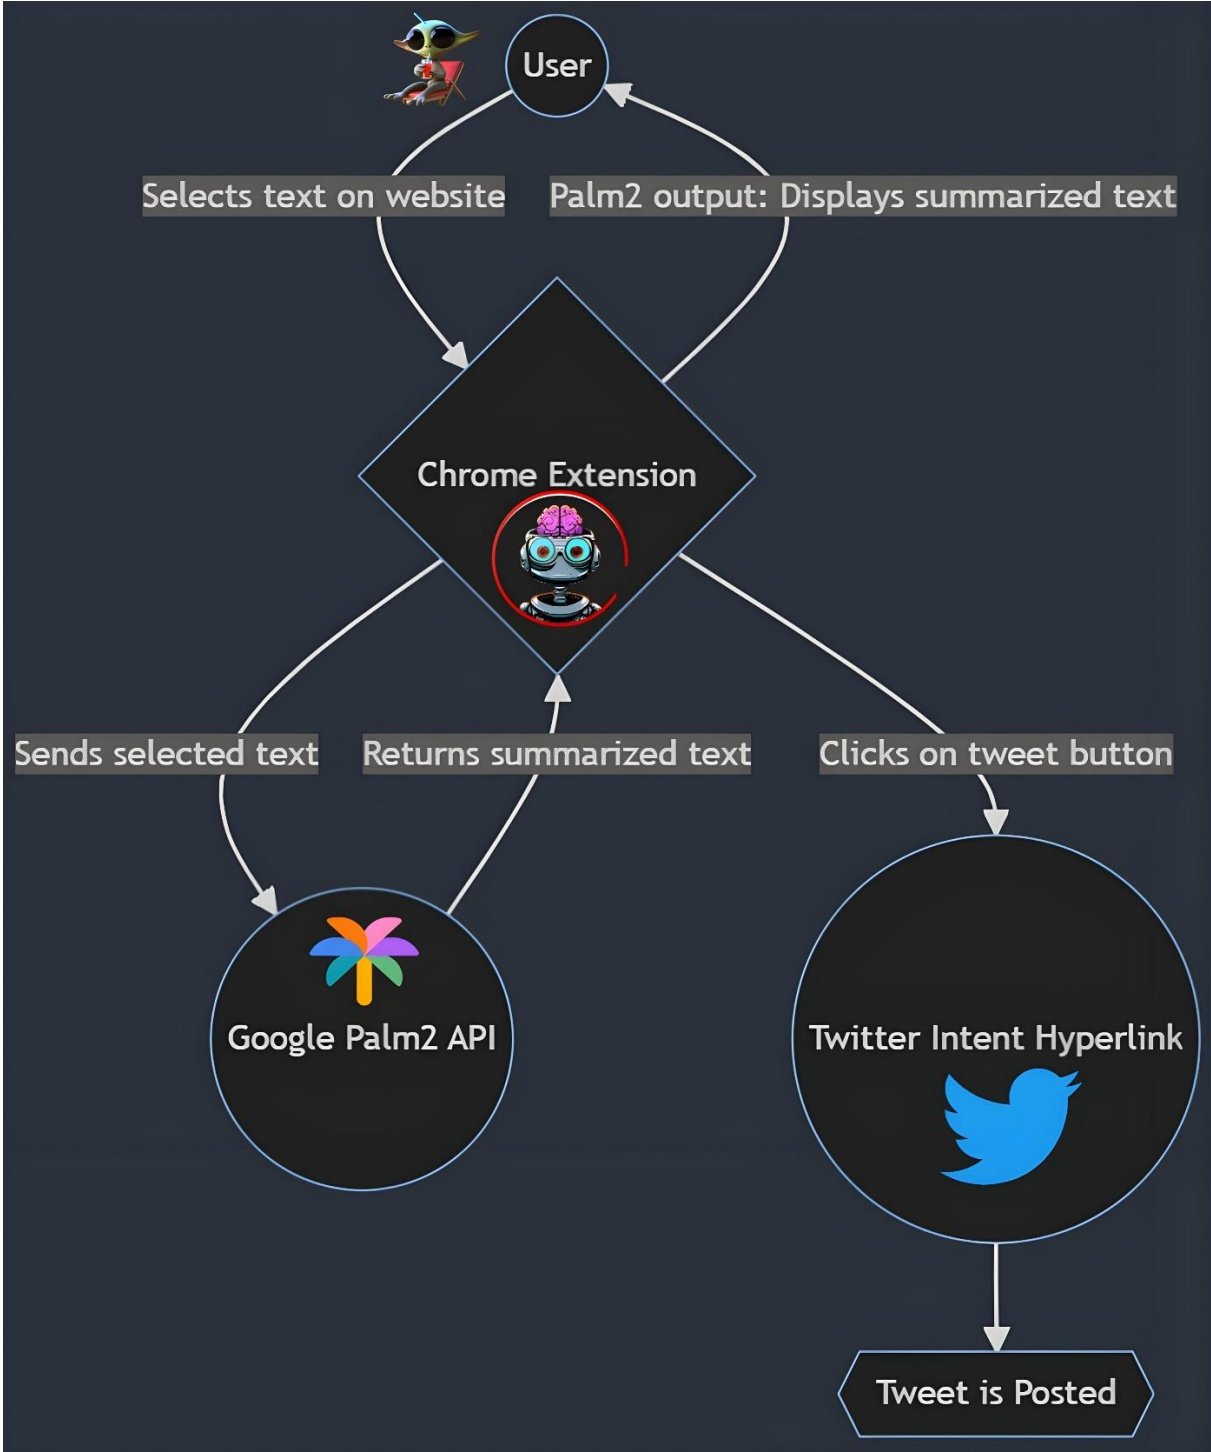 User
Selects text on website
Palm2 output: Displays summarized text
Chrome Extension
Sends selected text
Returns summarized text
Clicks on tweet button
Google Palm2 API
Twitter Intent Hyperlink
Tweet is Posted